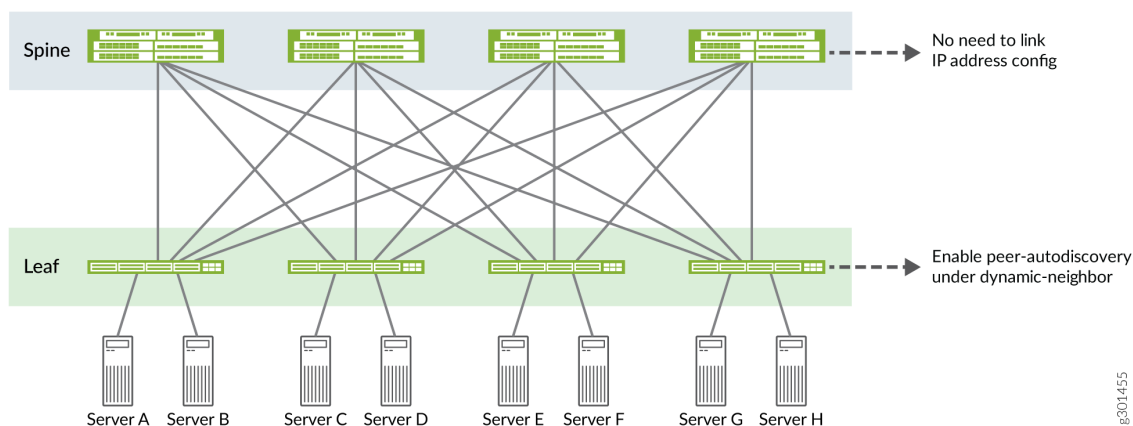 Spine
No need to link
IP address config
Leaf
Enable peer-autodiscovery
under dynamic-neighbor
Server A
Server B
Server C
Server D
Server E
Server F
Server G
Server H
g301455